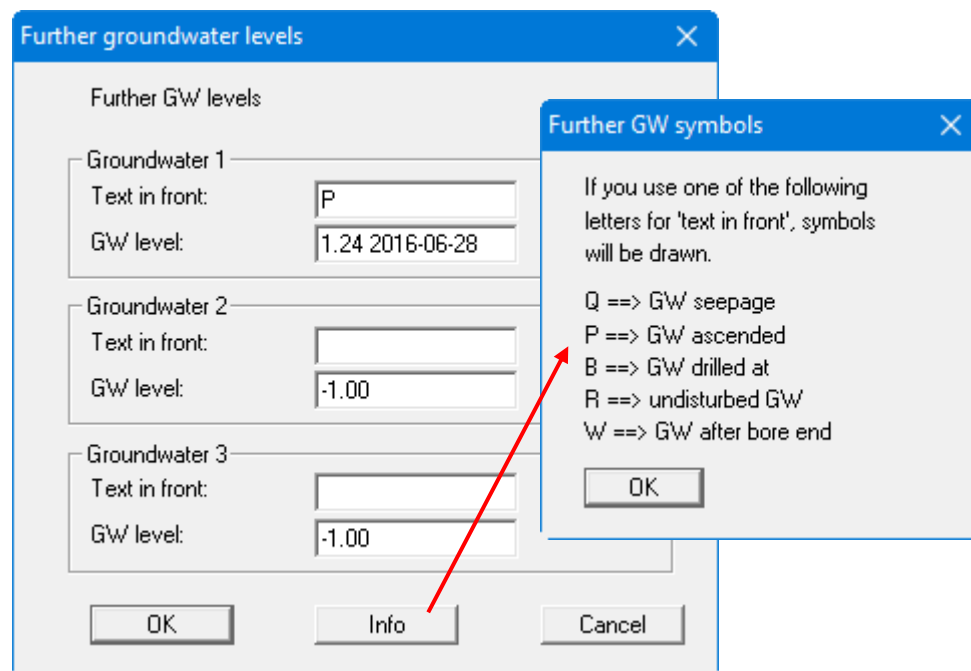 Further groundwater levels
Further GW levels
Groundwater 1
Text in front:
P
GW level:
1.24 2016-06-28
Groundwater 2
Text in front:
GW level:
-1.00
Groundwater 3
Text in front:
GW level:
-1.00
OK
Info
Cancel
Further GW symbols
If you use one of the following
letters for 'text in front', symbols
will be drawn.
Q ==> GW seepage
P ==> GW ascended
B ==> GW drilled at
R ==> undisturbed GW
W ==> GW after bore end
OK